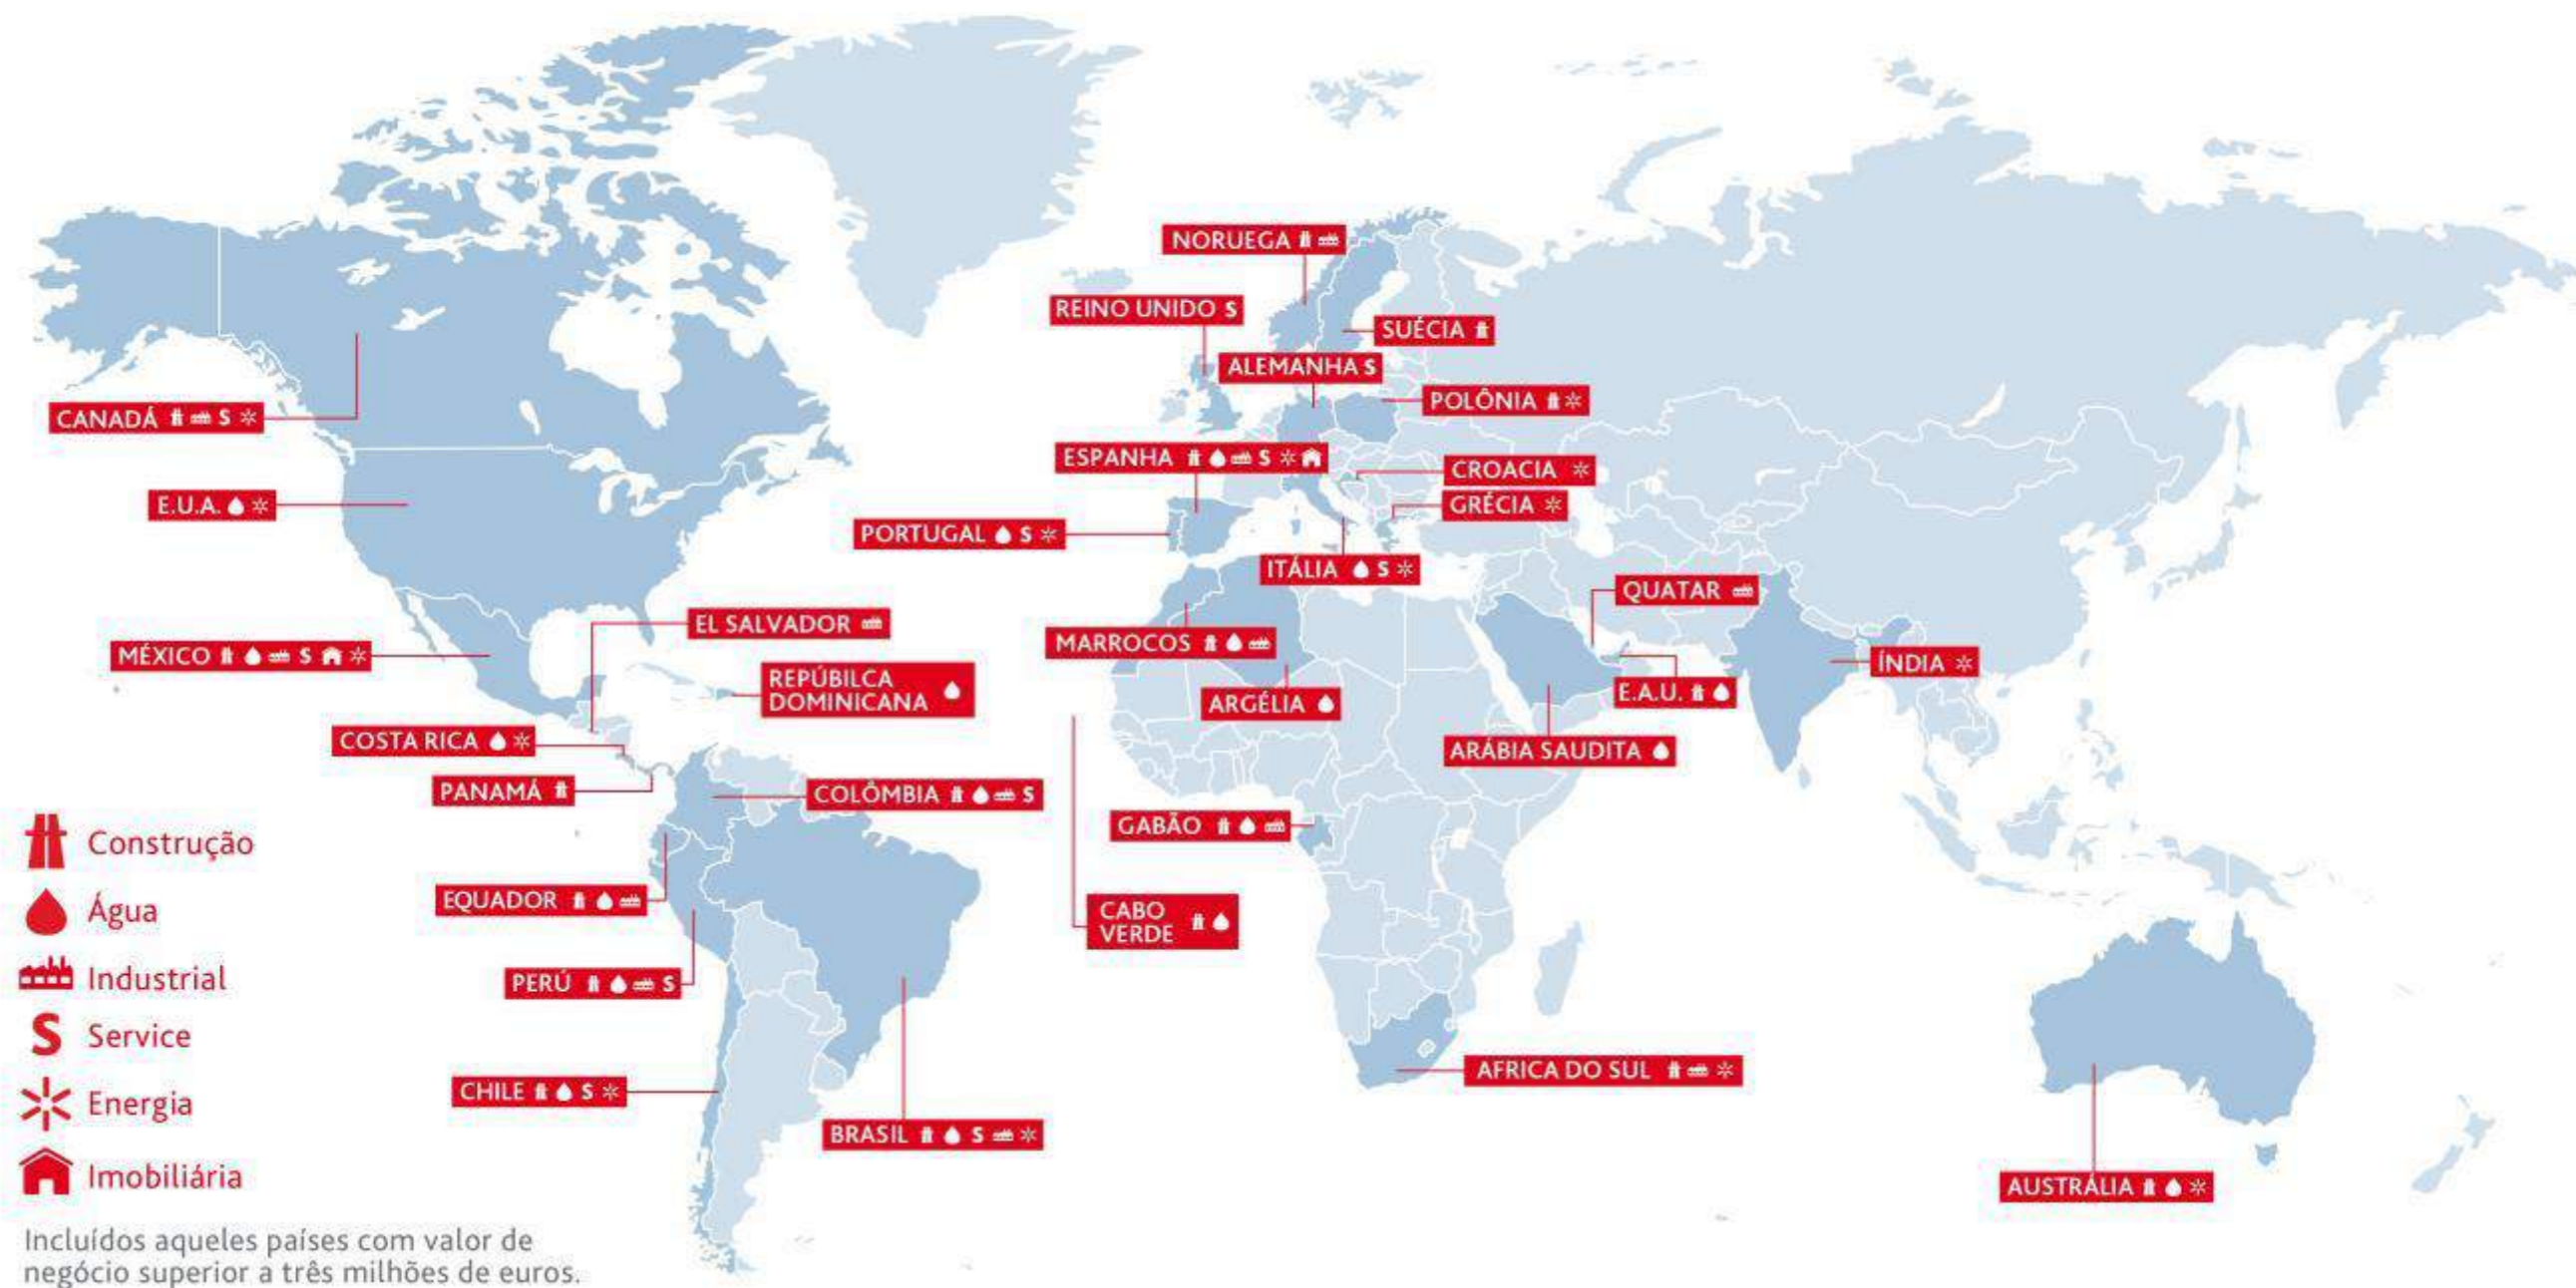 NORUEGA
REINO UNIDO S
SUÉCIA
ALEMANHA S
CANADÁ S
POLÔNIA
ESPANHA S
CROACIA
E.U.A.
GRÉCIA
PORTUGAL S
ITÁLIA S
QUATAR
EL SALVADOR
MARROCOS
MÉXICO S
ÍNDIA
REPÚBILCA
DOMINICANA
E.A.U.
ARGÉLIA
COSTA RICA
ARÁBIA SAUDITA
PANAMÁ
COLÔMBIA S
GABÃO
EQUADOR
CABO
VERDE
PERÚ S
AFRICA DO SUL
CHILE S
BRASIL S
AUSTRÁLIA
Construção
Água
Industrial
S Service
Energia
Imobiliária
Incluídos aqueles países com valor de
negócio superior a três milhões de euros.